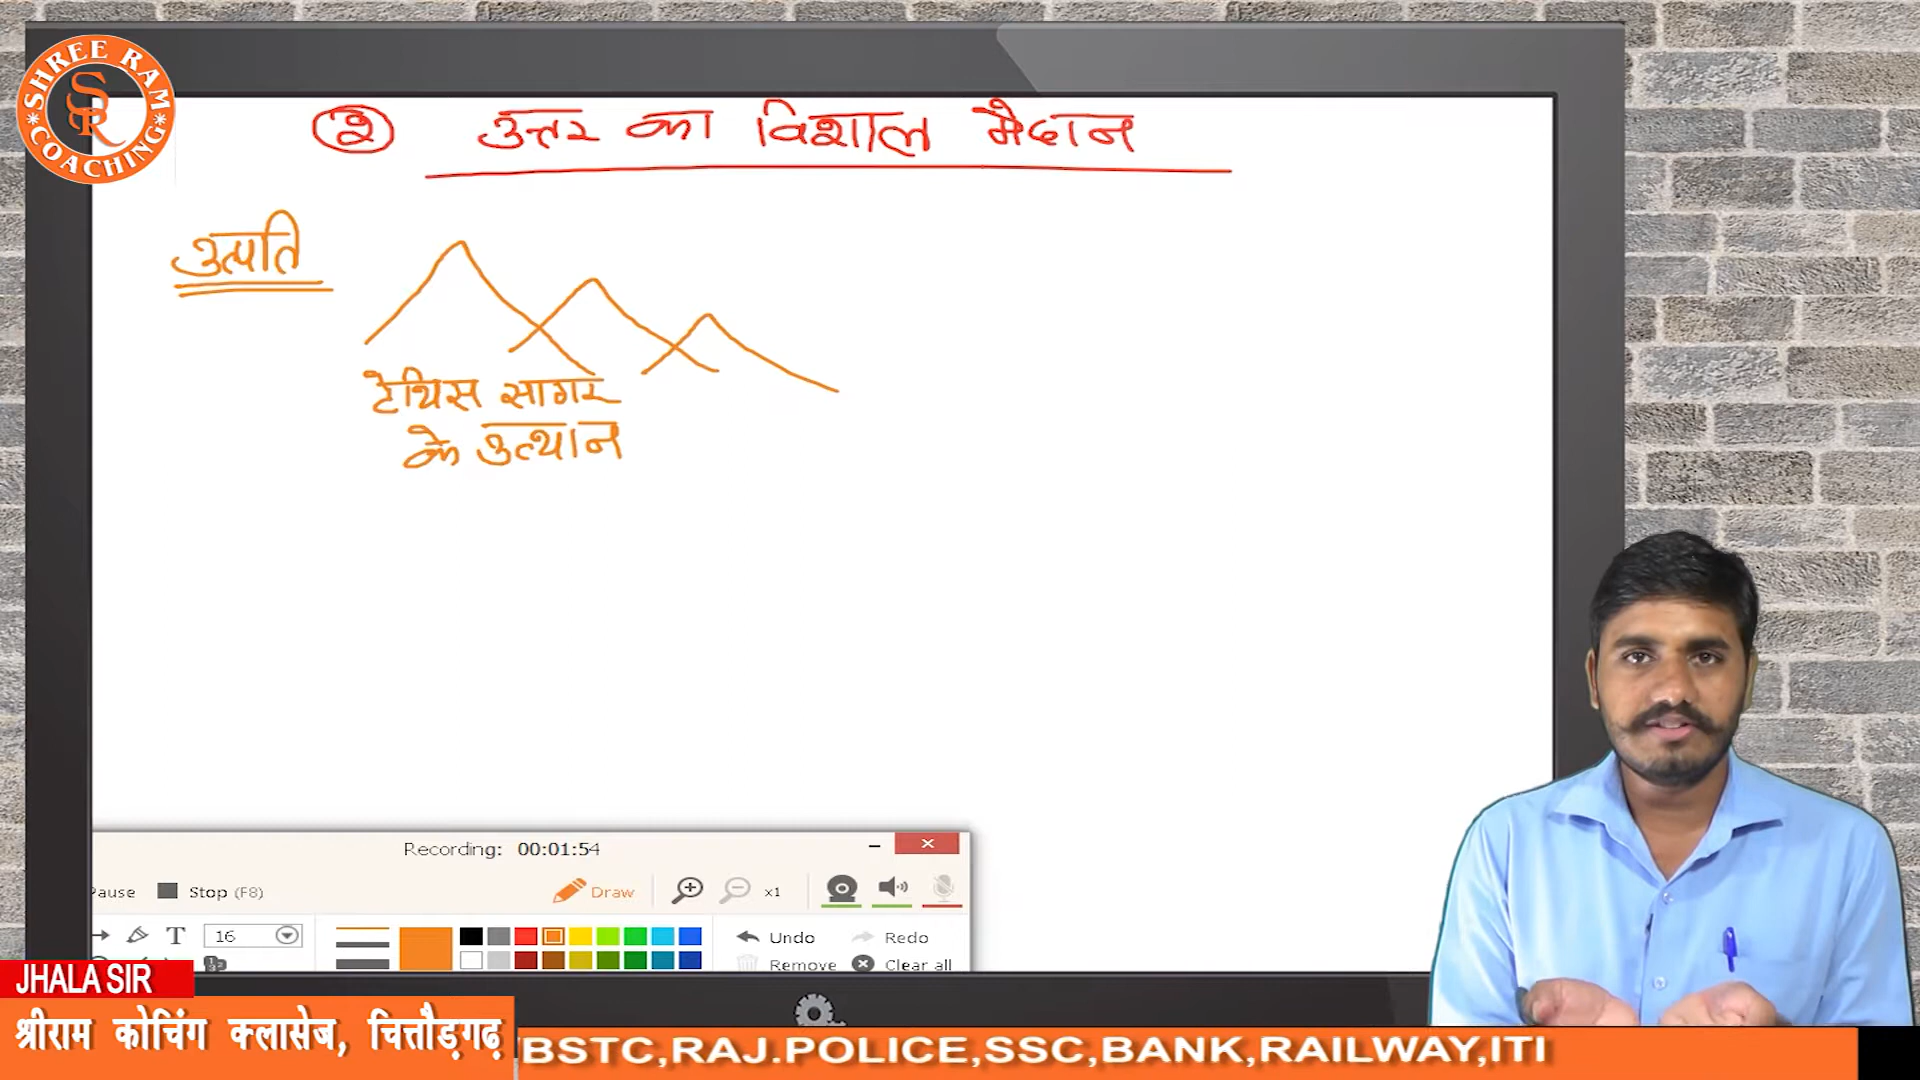 SHREE RAM
SR
COACHING
② उत्तर का विशाल मैदान
उत्पति
टेथिस सागर
के उत्थान
Recording: 00:01:54
Pause Stop (F8) Draw x1
T 16 Undo Redo
Remove Clear all
JHALA SIR
श्रीराम कोचिंग क्लासेज, चित्तौड़गढ़
BSTC,RAJ.POLICE,SSC,BANK,RAILWAY,ITI